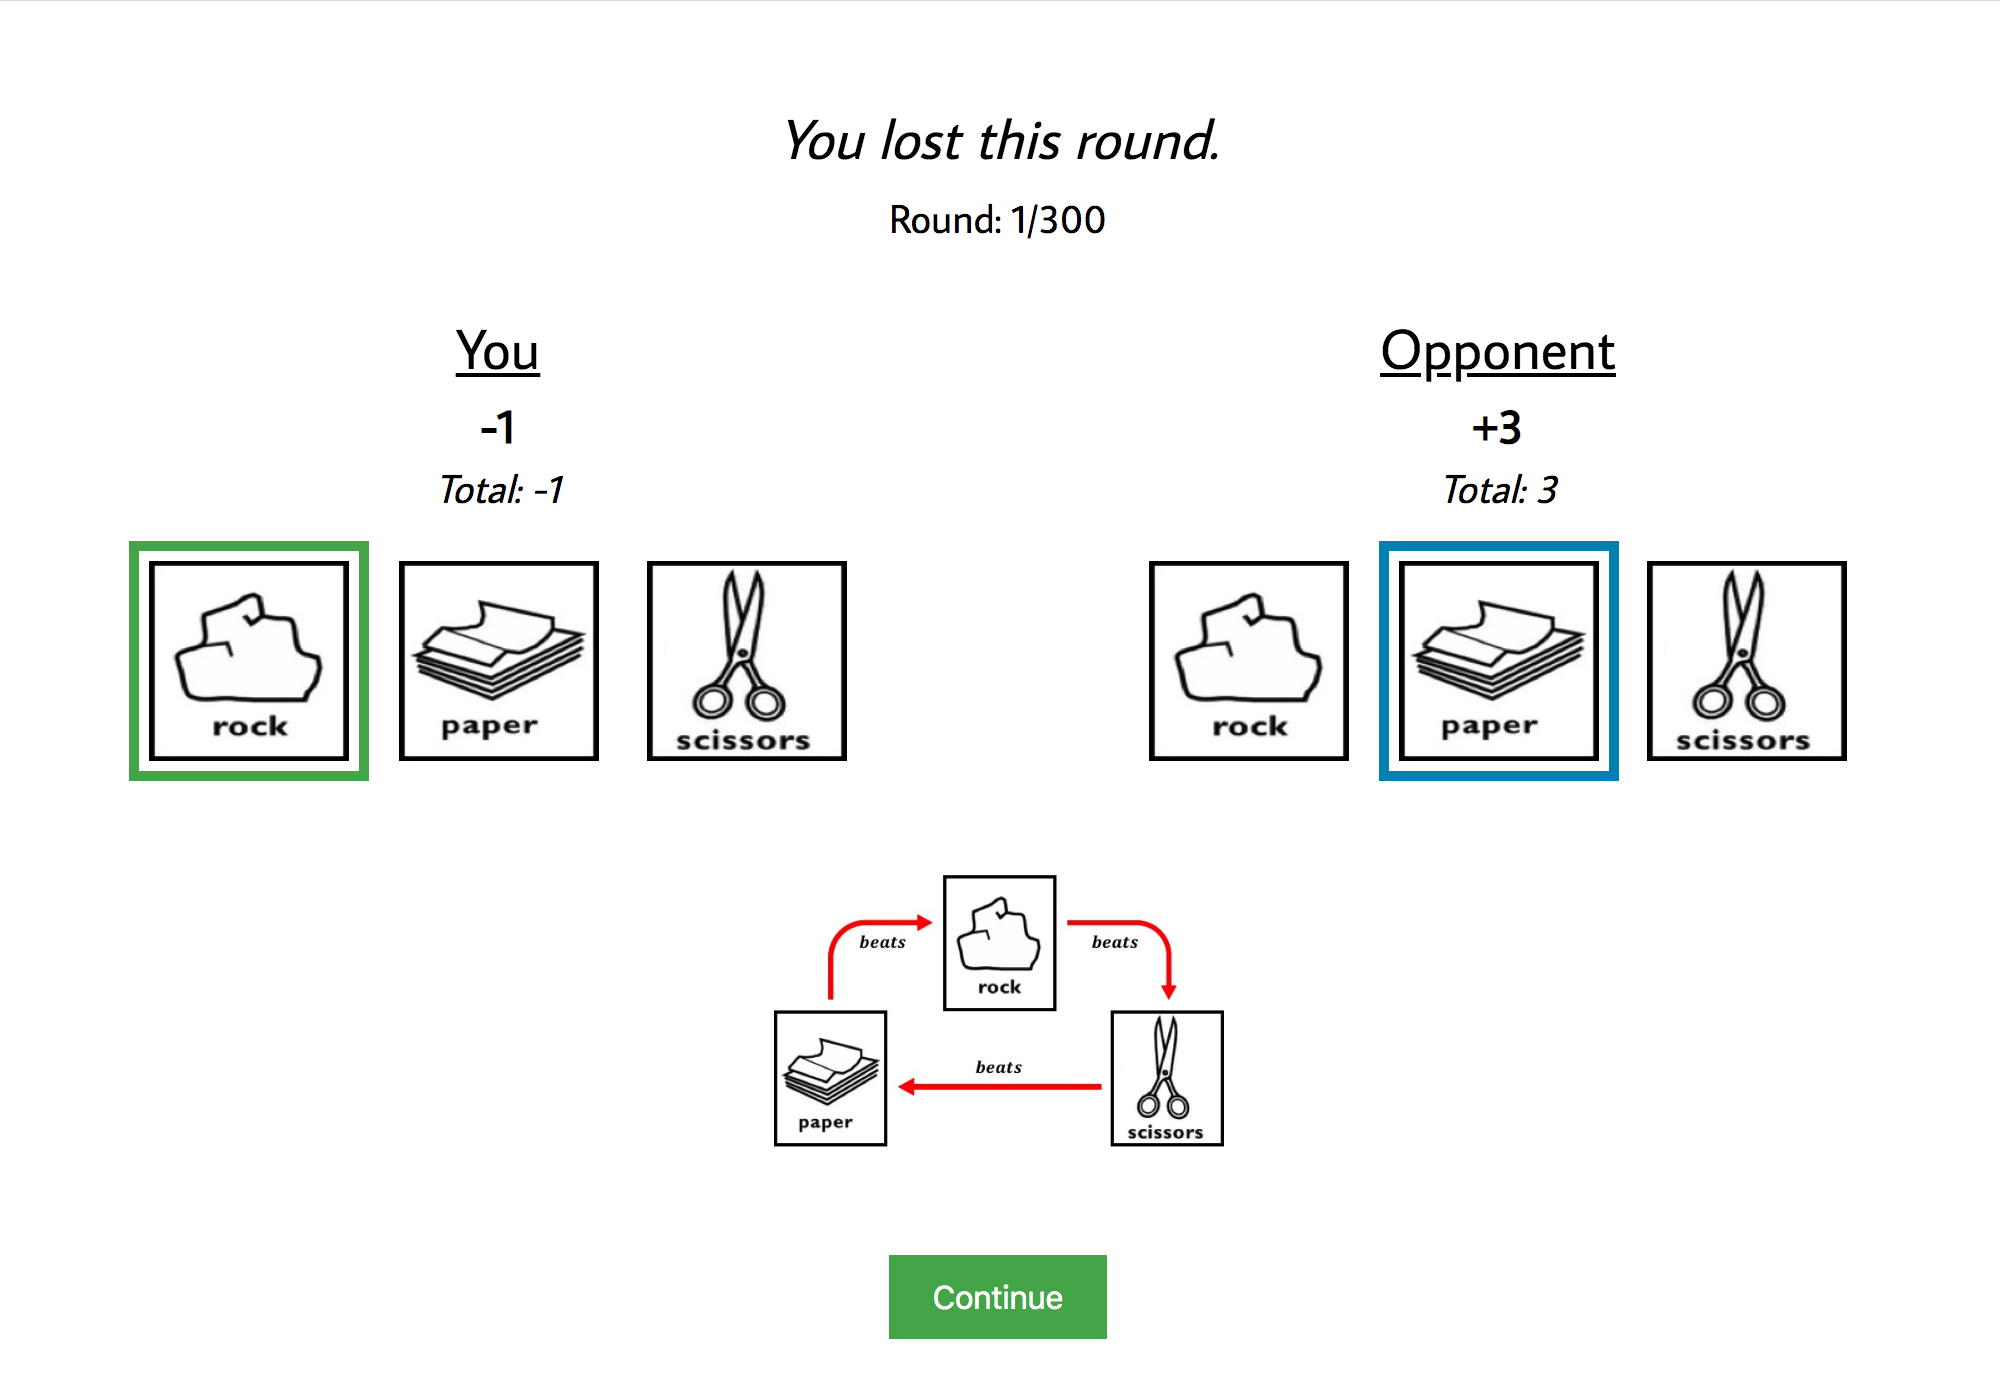 You lost this round.
Round: 1/300
You
Opponent
-1
+3
Total: -1
Total: 3
rock
paper
scissors
rock
paper
scissors
rock
beats
beats
beats
paper
scissors
Continue